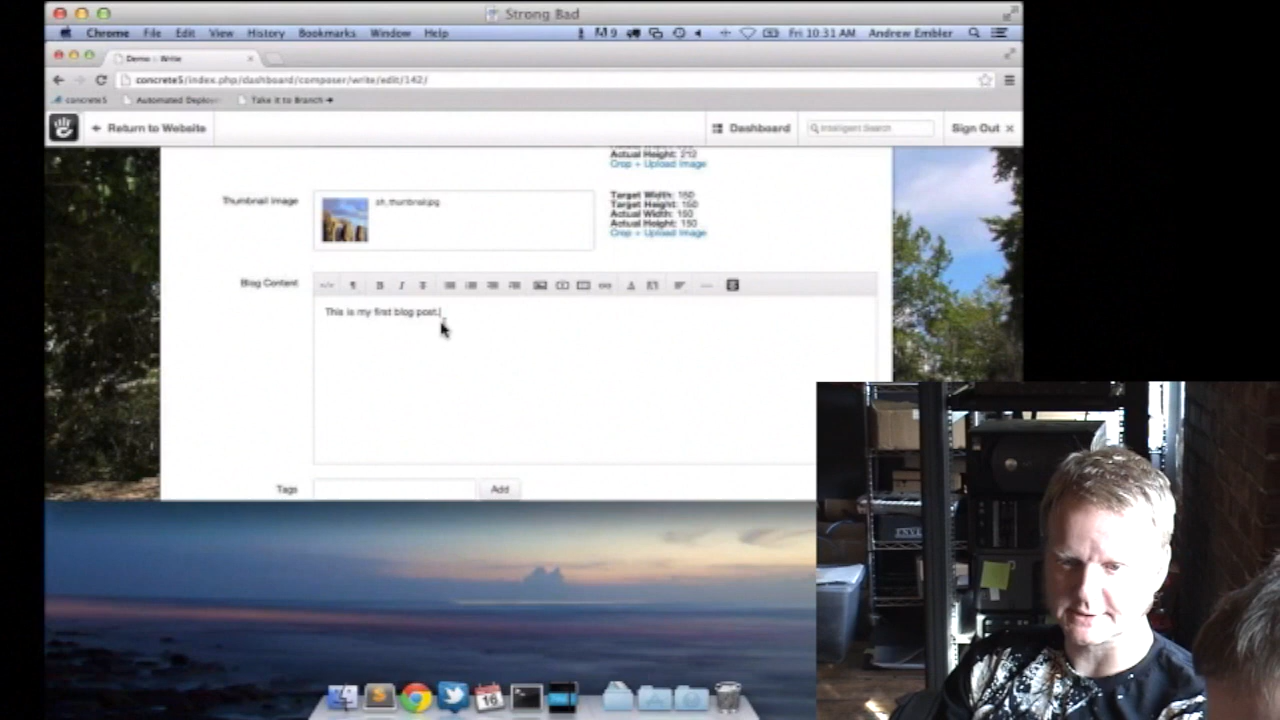 Strong Bad
Chrome File Edit View History Bookmarks Window Help 9 Fri 10:31 AM Andrew Embler
Demo :: Write
concrete5/index.php/dashboard/composer/write/edit/142/
concrete5 Automated Deploym Take it to Branch →
Return to Website Dashboard Intelligent Search Sign Out ×
Actual Height: 212
Crop + Upload Image
Thumbnail Image
Target Width: 150
Target Height: 150
Actual Width: 150
Actual Height: 150
Crop + Upload Image
Blog Content
This is my first blog post.
Tags Add
16